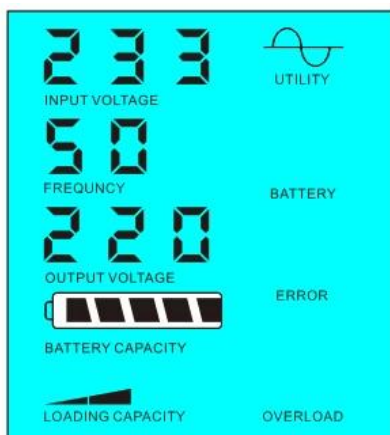 233
INPUT VOLTAGE
UTILITY
50
FREQUNCY
BATTERY
220
OUTPUT VOLTAGE
ERROR
BATTERY CAPACITY
LOADING CAPACITY
OVERLOAD